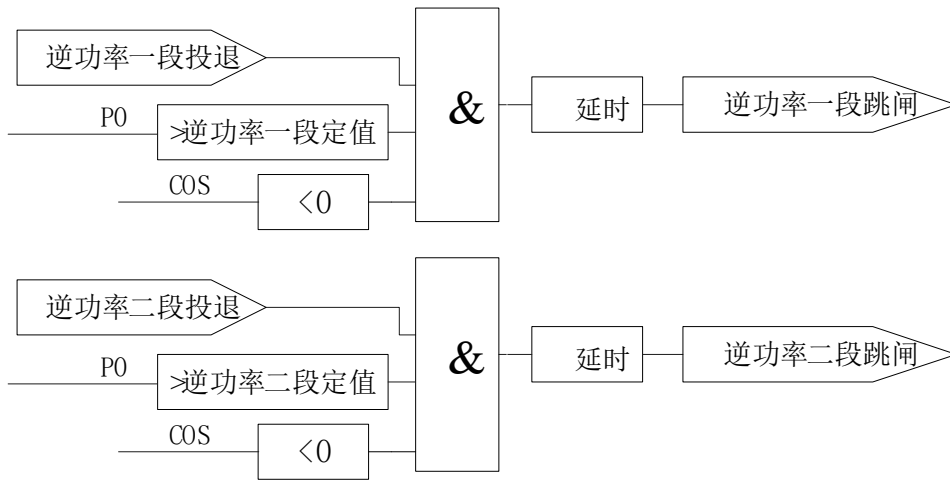 逆功率一段投退
P0
>逆功率一段定值
COS
<0
&
延时
逆功率一段跳闸
逆功率二段投退
P0
>逆功率二段定值
COS
<0
&
延时
逆功率二段跳闸